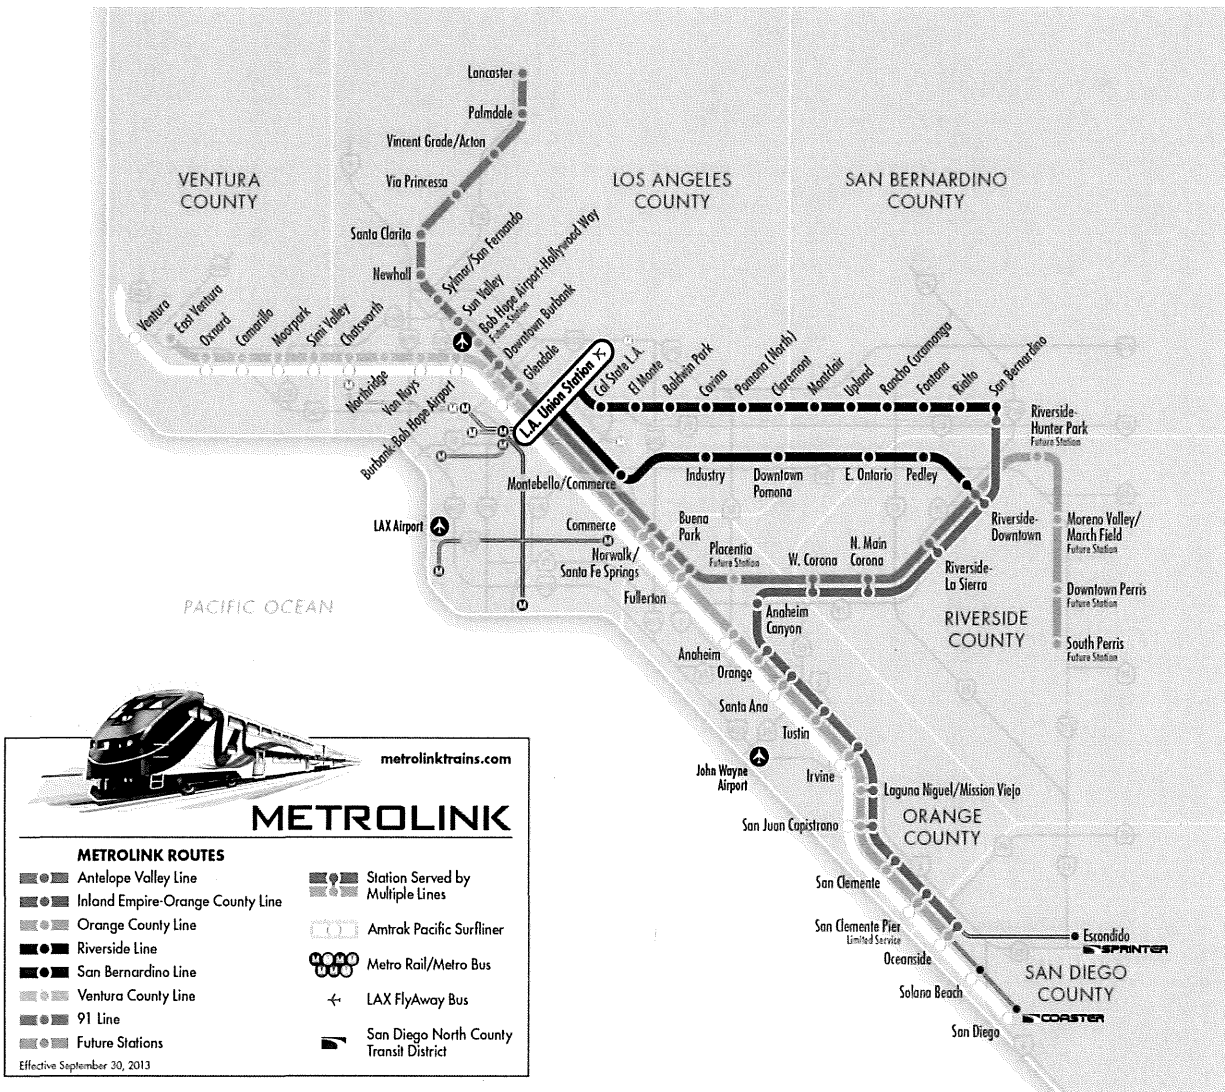 Lancaster
Palmdale
Vincent Grade/Acton
Via Princessa
Santa Clarita
Newhall
VENTURA
COUNTY
LOS ANGELES
COUNTY
SAN BERNARDINO
COUNTY
Ventura
East Ventura
Oxnard
Camarillo
Moorpark
Simi Valley
Chatsworth
Northridge
Van Nuys
Burbank-Bob Hope Airport
Sylmar/San Fernando
Sun Valley
Bob Hope Airport-Hollywood Way
Future Station
Downtown Burbank
Glendale
L.A. Union Station
Cal State L.A.
El Monte
Baldwin Park
Covina
Pomona (North)
Claremont
Montclair
Upland
Rancho Cucamonga
Fontana
Rialto
San Bernardino
Riverside-
Hunter Park
Future Station
Montebello/Commerce
Industry
Downtown
Pomona
E. Ontario
Pedley
LAX Airport
Commerce
Norwalk/
Santa Fe Springs
Buena
Park
Placentia
Future Station
W. Corona
N. Main
Corona
Riverside-
Downtown
Moreno Valley/
March Field
Future Station
Riverside-
La Sierra
Fullerton
Downtown Perris
Future Station
Anaheim
Canyon
RIVERSIDE
COUNTY
South Perris
Future Station
PACIFIC OCEAN
Anaheim
Orange
Santa Ana
Tustin
John Wayne
Airport
Irvine
Laguna Niguel/Mission Viejo
San Juan Capistrano
ORANGE
COUNTY
San Clemente
San Clemente Pier
Limited Service
Oceanside
Escondido
SPRINTER
Solana Beach
SAN DIEGO
COUNTY
COASTER
San Diego
metrolinktrains.com
METROLINK
METROLINK ROUTES
Antelope Valley Line
Inland Empire-Orange County Line
Orange County Line
Riverside Line
San Bernardino Line
Ventura County Line
91 Line
Future Stations
Effective September 30, 2013
Station Served by
Multiple Lines
Amtrak Pacific Surfliner
Metro Rail/Metro Bus
LAX FlyAway Bus
San Diego North County
Transit District